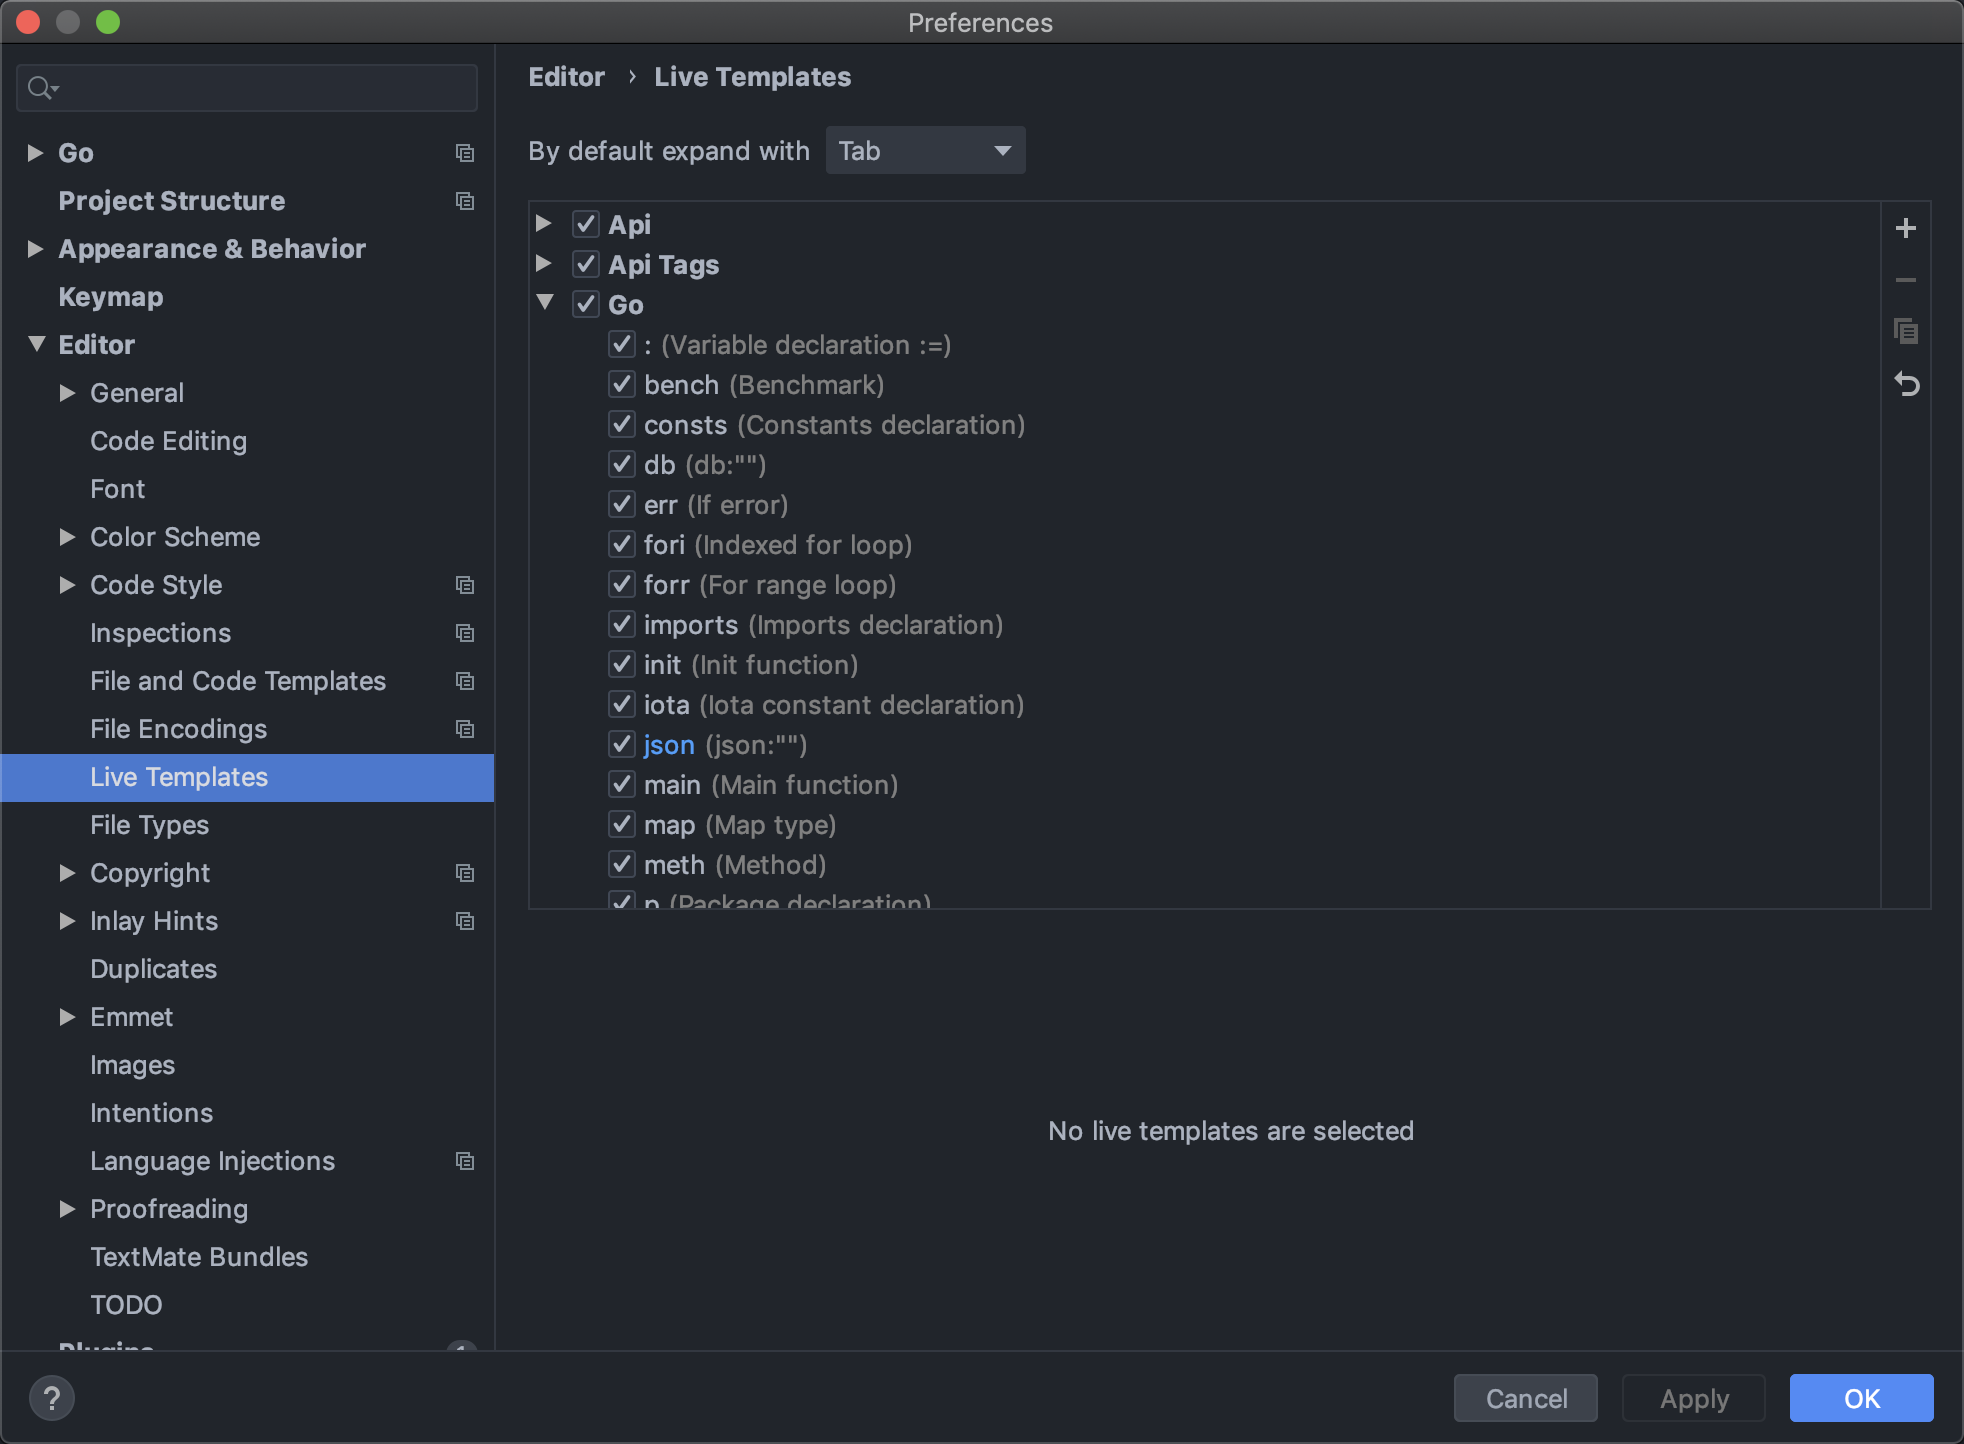 Preferences
Go
Project Structure
Appearance & Behavior
Keymap
Editor
General
Code Editing
Font
Color Scheme
Code Style
Inspections
File and Code Templates
File Encodings
Live Templates
File Types
Copyright
Inlay Hints
Duplicates
Emmet
Images
Intentions
Language Injections
Proofreading
TextMate Bundles
TODO
Plugins 1
Editor › Live Templates
By default expand with Tab
Api
Api Tags
Go
: (Variable declaration :=)
bench (Benchmark)
consts (Constants declaration)
db (db:"")
err (If error)
fori (Indexed for loop)
forr (For range loop)
imports (Imports declaration)
init (Init function)
iota (Iota constant declaration)
json (json:"")
main (Main function)
map (Map type)
meth (Method)
p (Package declaration)
No live templates are selected
?
Cancel
Apply
OK